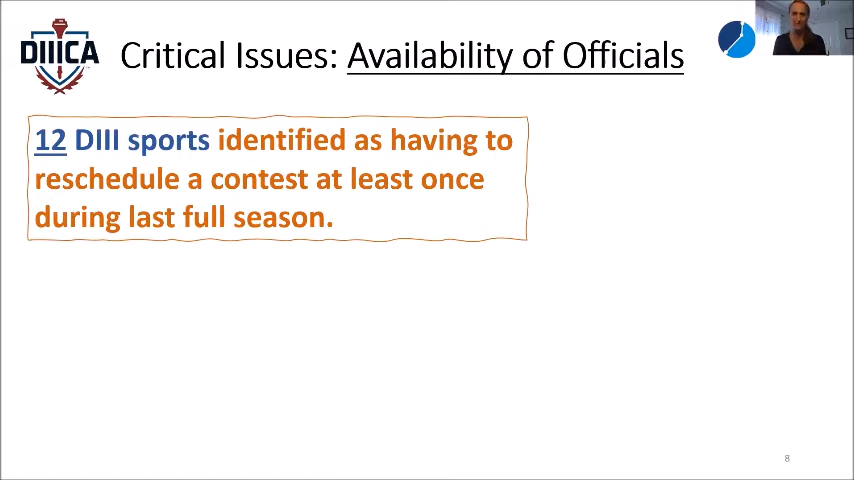 DIIICA
Critical Issues: Availability of Officials
12 DIII sports identified as having to
reschedule a contest at least once
during last full season.
8